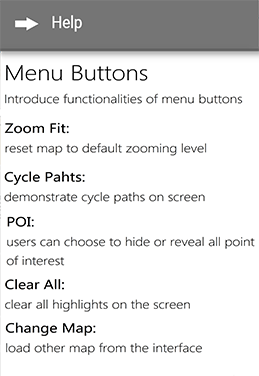 Help
Menu Buttons
Introduce functionalities of menu buttons
Zoom Fit:
reset map to default zooming level
Cycle Pahts:
demonstrate cycle paths on screen
POI:
users can choose to hide or reveal all point
of interest
Clear All:
clear all highlights on the screen
Change Map:
load other map from the interface